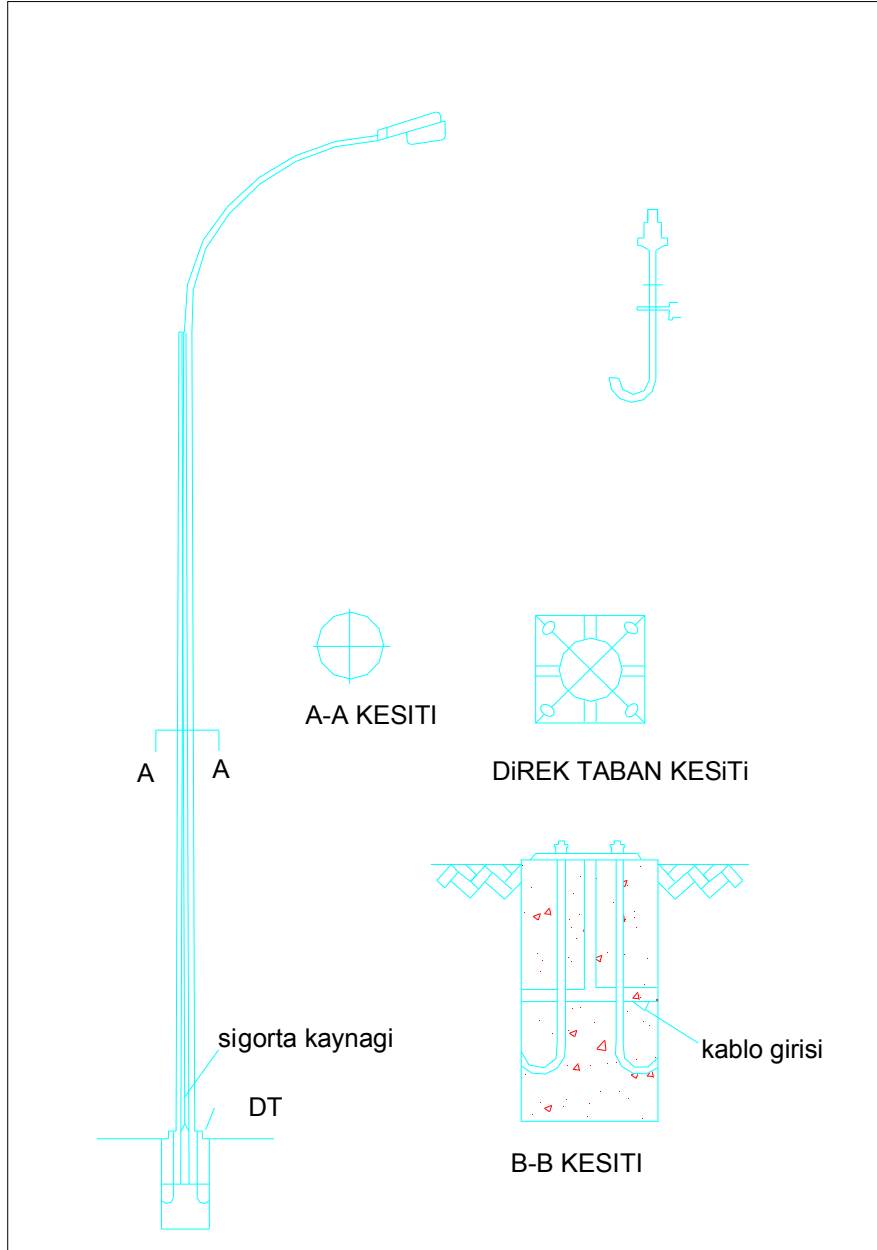 A-A KESITI
A
A
DiREK TABAN KESiTi
sigorta kaynagi
kablo girisi
DT
B-B KESITI